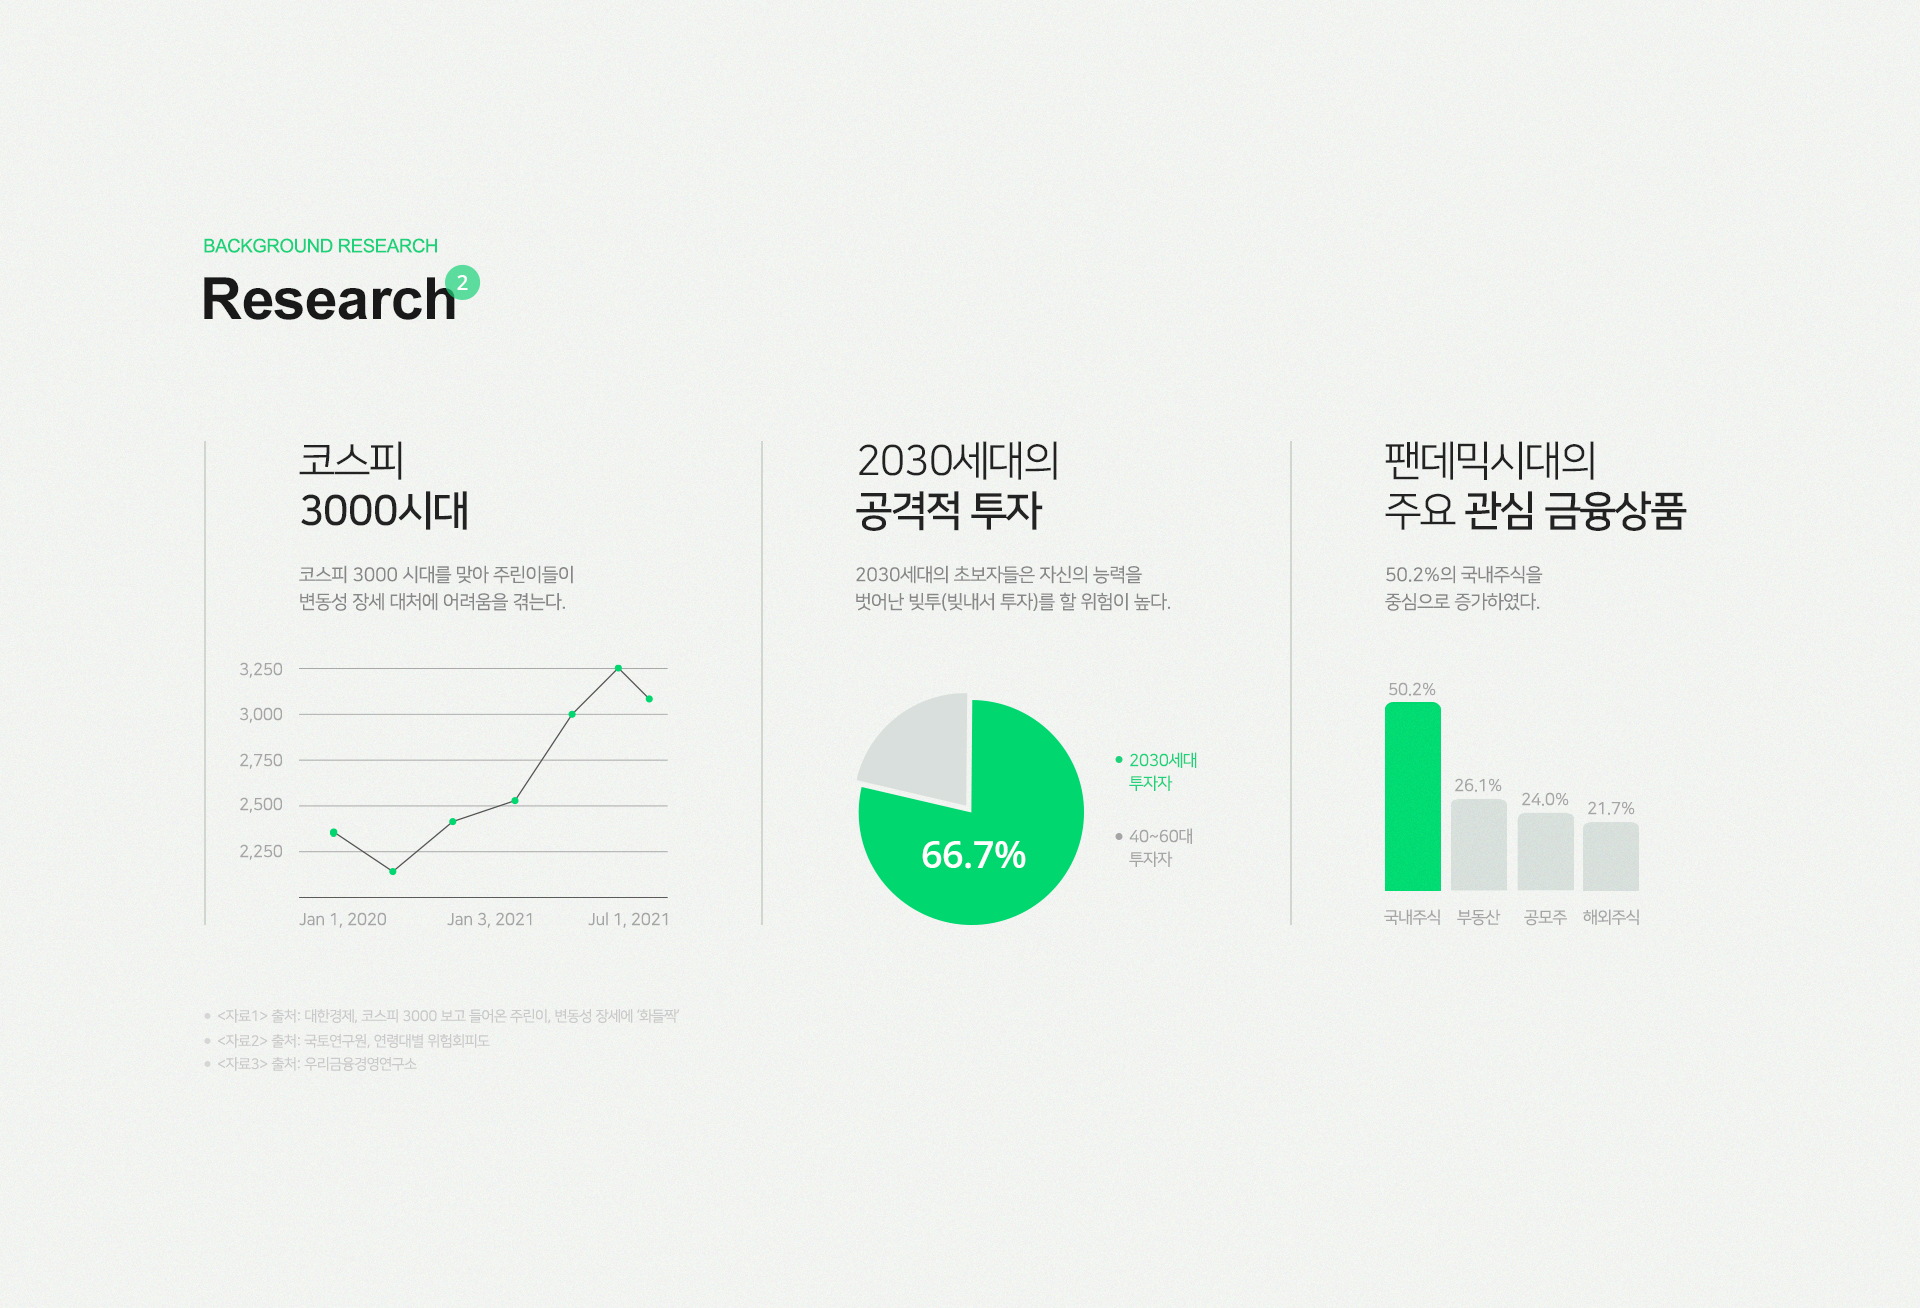 BACKGROUND RESEARCH
Research
2
코스피
3000시대
코스피 3000 시대를 맞아 주린이들이
변동성 장세 대처에 어려움을 겪는다.
3,250
3,000
2,750
2,500
2,250
Jan 1, 2020
Jan 3, 2021
Jul 1, 2021
2030세대의
공격적 투자
2030세대의 초보자들은 자신의 능력을
벗어난 빚투(빚내서 투자)를 할 위험이 높다.
66.7%
2030세대
투자자
40~60대
투자자
팬데믹시대의
주요 관심 금융상품
50.2%의 국내주식을
중심으로 증가하였다.
50.2%
26.1%
24.0%
21.7%
국내주식
부동산
공모주
해외주식
<자료1> 출처: 대한경제, 코스피 3000 보고 들어온 주린이, 변동성 장세에 '화들짝'
<자료2> 출처: 국토연구원, 연령대별 위험회피도
<자료3> 출처: 우리금융경영연구소